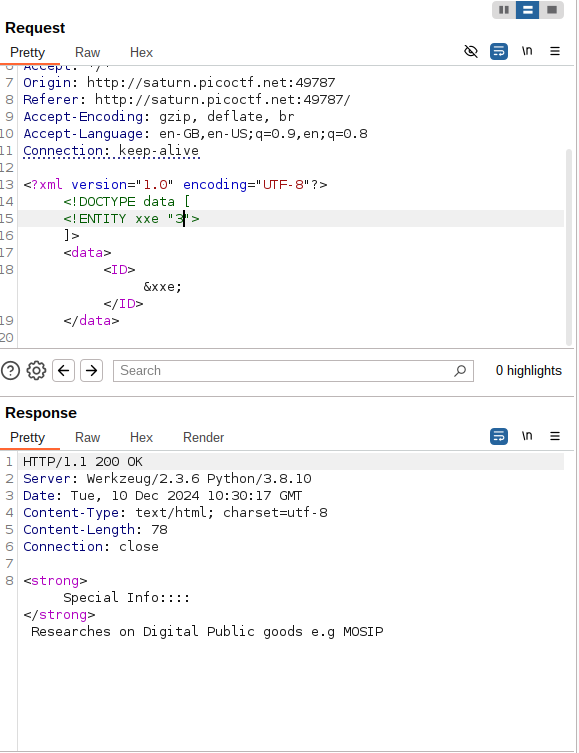 Request
Pretty Raw Hex \n
6 Accept: */*
7 Origin: http://saturn.picoctf.net:49787
8 Referer: http://saturn.picoctf.net:49787/
9 Accept-Encoding: gzip, deflate, br
10 Accept-Language: en-GB,en-US;q=0.9,en;q=0.8
11 Connection: keep-alive
12
13 <?xml version="1.0" encoding="UTF-8"?>
14 <!DOCTYPE data [
15 <!ENTITY xxe "3">
16 ]>
17 <data>
18 <ID>
&xxe;
</ID>
19 </data>
20
Search 0 highlights
Response
Pretty Raw Hex Render \n
1 HTTP/1.1 200 OK
2 Server: Werkzeug/2.3.6 Python/3.8.10
3 Date: Tue, 10 Dec 2024 10:30:17 GMT
4 Content-Type: text/html; charset=utf-8
5 Content-Length: 78
6 Connection: close
7
8 <strong>
Special Info::::
</strong>
Researches on Digital Public goods e.g MOSIP